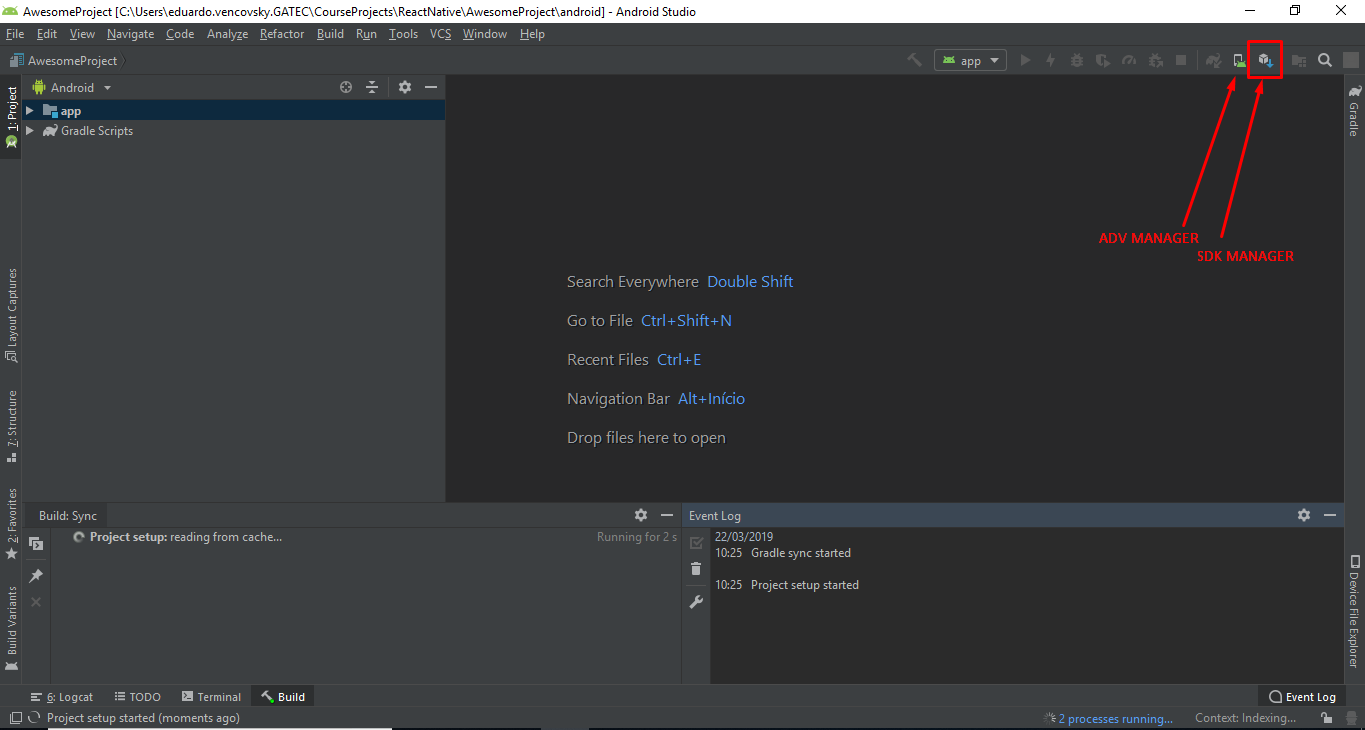 AwesomeProject [C:\Users\eduardo.vencovsky.GATEC\CourseProjects\ReactNative\AwesomeProject\android] - Android Studio
File Edit View Navigate Code Analyze Refactor Build Run Tools VCS Window Help
AwesomeProject
app
1: Project
Android
app
Gradle Scripts
Gradle
ADV MANAGER
SDK MANAGER
Layout Captures
Search Everywhere Double Shift
Go to File Ctrl+Shift+N
Recent Files Ctrl+E
Navigation Bar Alt+Início
Drop files here to open
7: Structure
2: Favorites
Build Variants
Build: Sync
Project setup: reading from cache...
Running for 2 s
Event Log
22/03/2019
10:25 Gradle sync started
10:25 Project setup started
Device File Explorer
6: Logcat
TODO
Terminal
Build
Event Log
Project setup started (moments ago)
2 processes running...
Context: Indexing...